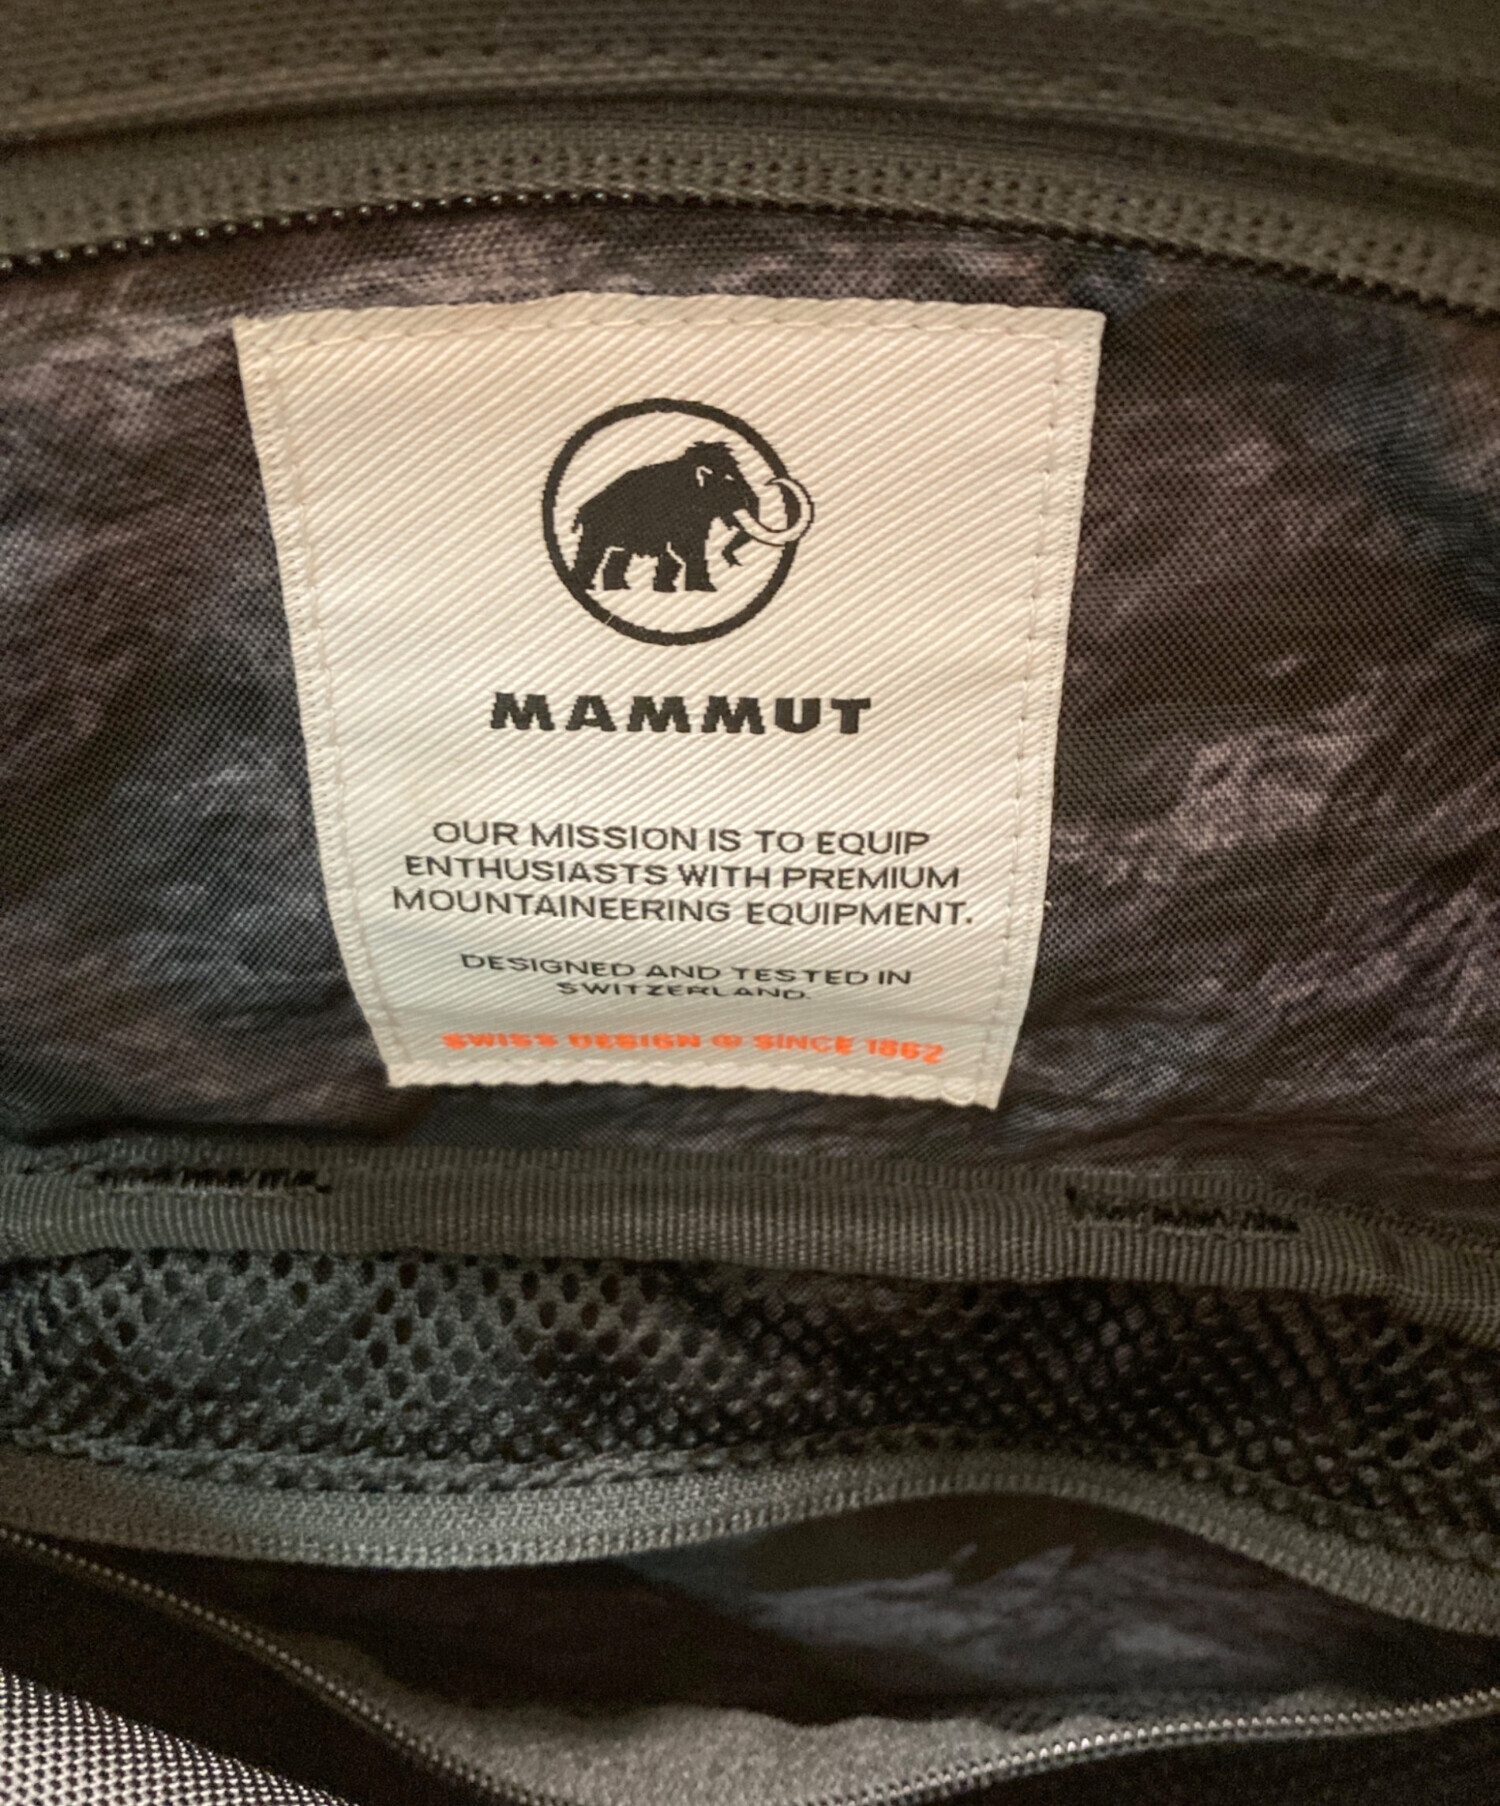 MAMMUT
OUR MISSION IS TO EQUIP
ENTHUSIASTS WITH PREMIUM
MOUNTAINEERING EQUIPMENT.
DESIGNED AND TESTED IN
SWITZERLAND.
SWISS DESIGN ⊕ SINCE 1862